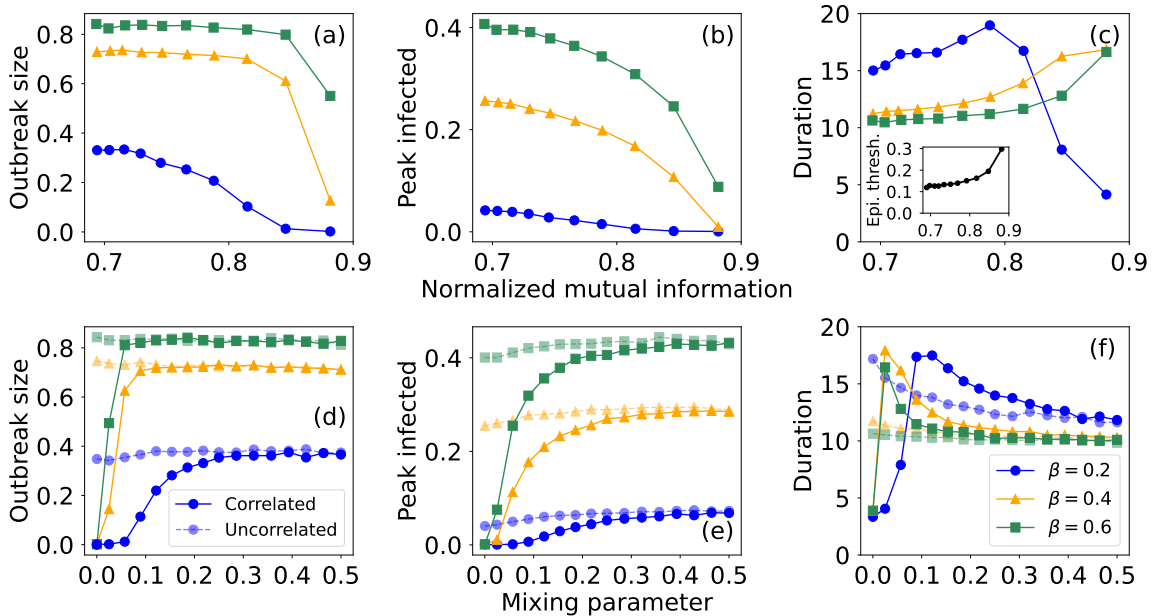 (a)
Outbreak size
0.8
0.6
0.4
0.2
0.0
0.7
0.8
0.9
(b)
Peak infected
0.4
0.2
0.0
0.7
0.8
0.9
(c)
Duration
20
15
10
5
0
0.7
0.8
0.9
Epi. thresh.
0.3
0.1
0.0
0.7
0.8
0.9
Normalized mutual information
(d)
Outbreak size
0.8
0.6
0.4
0.2
0.0
0.0
0.1
0.2
0.3
0.4
0.5
Correlated
Uncorrelated
(e)
Peak infected
0.4
0.2
0.0
0.0
0.1
0.2
0.3
0.4
0.5
(f)
Duration
20
15
10
5
0
0.0
0.1
0.2
0.3
0.4
0.5
β = 0.2
β = 0.4
β = 0.6
Mixing parameter